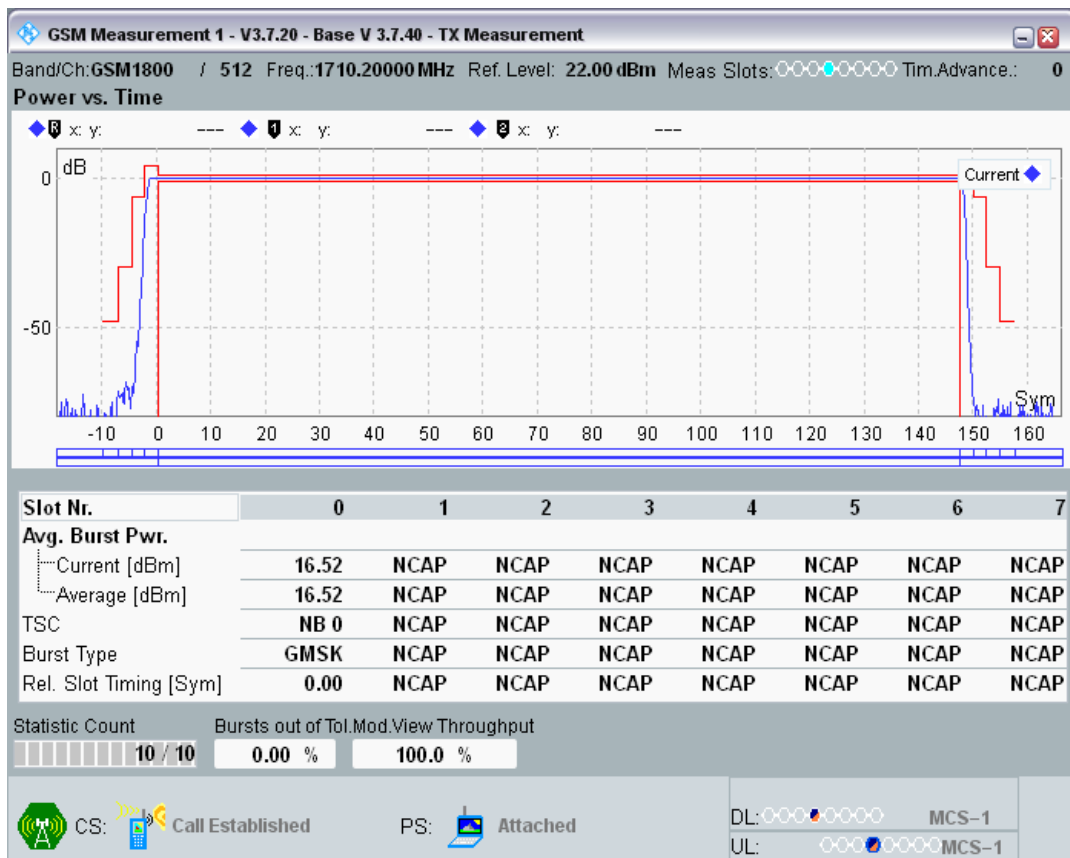 GSM Measurement 1 - V3.7.20 - Base V 3.7.40 - TX Measurement
Band/Ch:GSM1800 / 512 Freq.:1710.20000 MHz Ref. Level: 22.00 dBm Meas Slots: Tim.Advance.: 0
Power vs. Time
R x: y: --- 1 x: y: --- 2 x: y: ---
dB
Current
0
-50
Sym
-10 0 10 20 30 40 50 60 70 80 90 100 110 120 130 140 150 160
Slot Nr. 0 1 2 3 4 5 6 7
Avg. Burst Pwr.
Current [dBm] 16.52 NCAP NCAP NCAP NCAP NCAP NCAP NCAP
Average [dBm] 16.52 NCAP NCAP NCAP NCAP NCAP NCAP NCAP
TSC NB 0 NCAP NCAP NCAP NCAP NCAP NCAP NCAP
Burst Type GMSK NCAP NCAP NCAP NCAP NCAP NCAP NCAP
Rel. Slot Timing [Sym] 0.00 NCAP NCAP NCAP NCAP NCAP NCAP NCAP
Statistic Count Bursts out of Tol.Mod.View Throughput
10 / 10 0.00 % 100.0 %
CS: Call Established PS: Attached
DL: MCS-1
UL: MCS-1